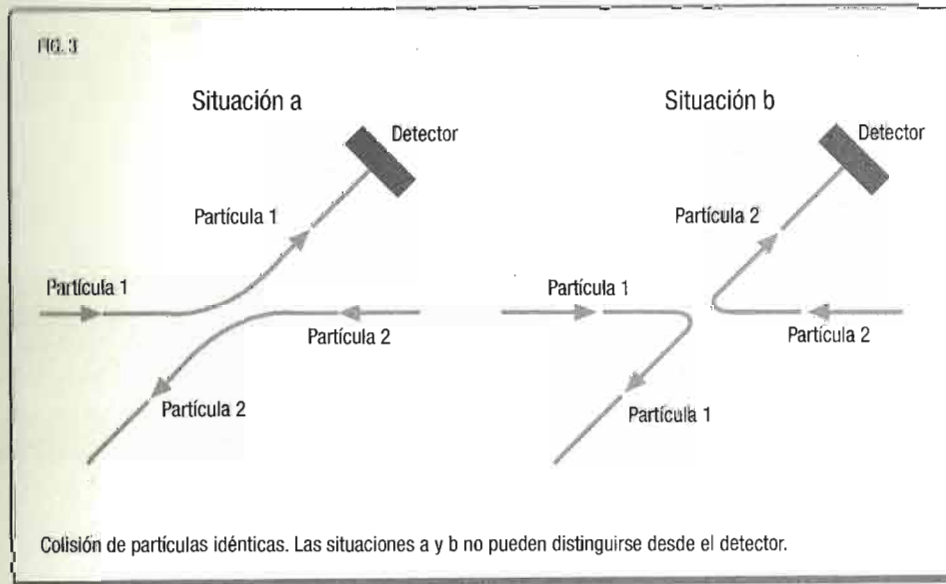 FIG. 3
Situación a
Detector
Partícula 1
Partícula 1
Partícula 2
Partícula 2
Situación b
Detector
Partícula 2
Partícula 1
Partícula 2
Partícula 1
Colisión de partículas idénticas. Las situaciones a y b no pueden distinguirse desde el detector.